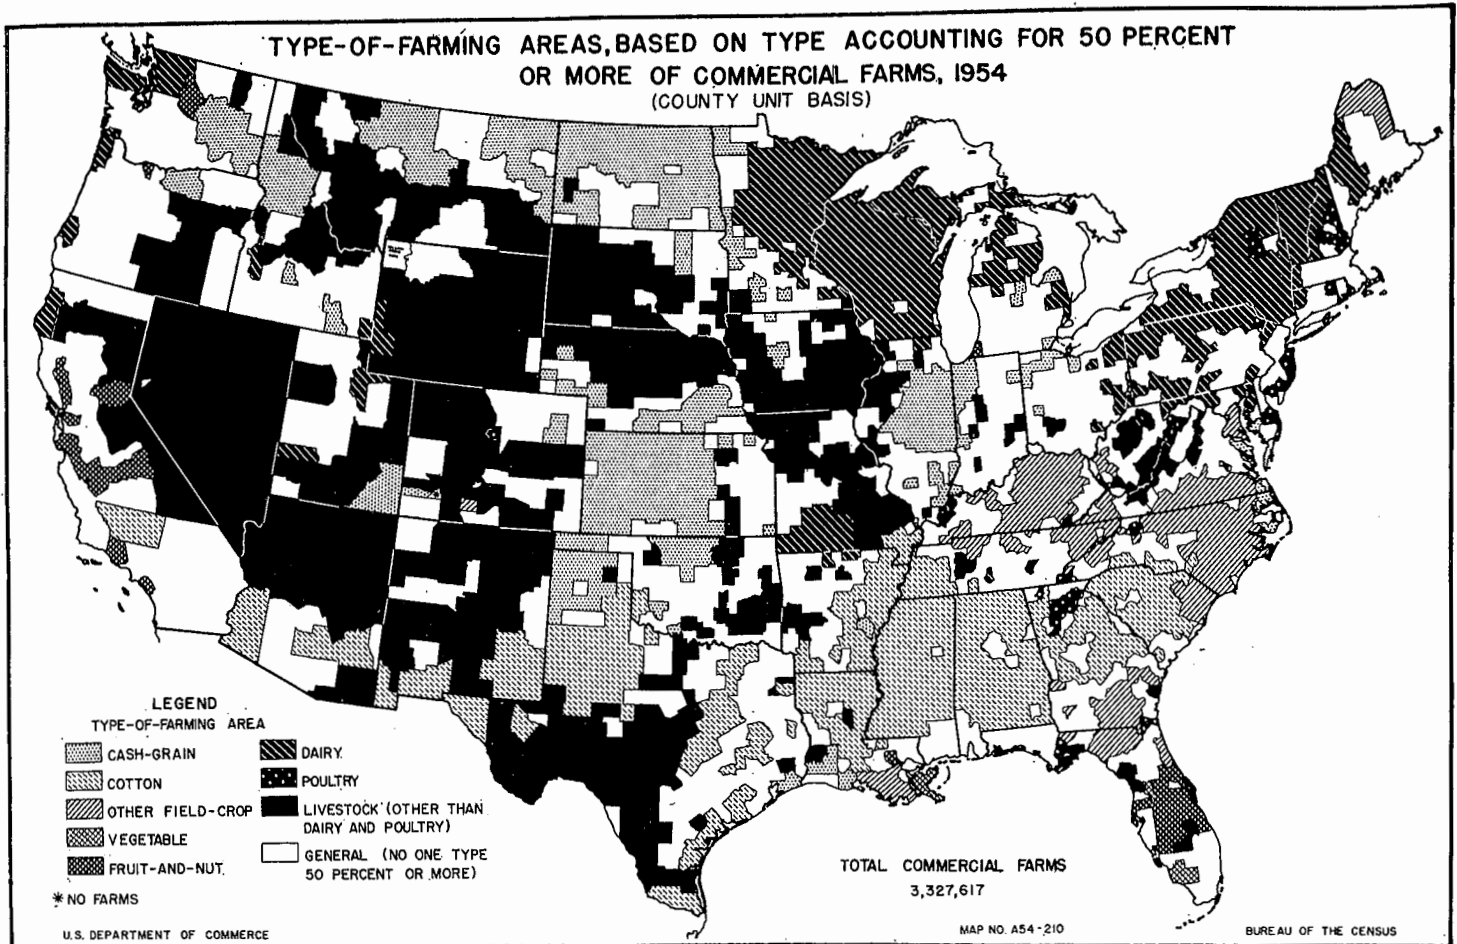 TYPE-OF-FARMING AREAS, BASED ON TYPE ACCOUNTING FOR 50 PERCENT
OR MORE OF COMMERCIAL FARMS, 1954
(COUNTY UNIT BASIS)
LEGEND
TYPE-OF-FARMING AREA
CASH-GRAIN
COTTON
OTHER FIELD-CROP
VEGETABLE
FRUIT-AND-NUT
* NO FARMS
DAIRY
POULTRY
LIVESTOCK (OTHER THAN
DAIRY AND POULTRY)
GENERAL (NO ONE TYPE
50 PERCENT OR MORE)
TOTAL COMMERCIAL FARMS
3,327,617
U.S. DEPARTMENT OF COMMERCE
MAP NO. A54-210
BUREAU OF THE CENSUS